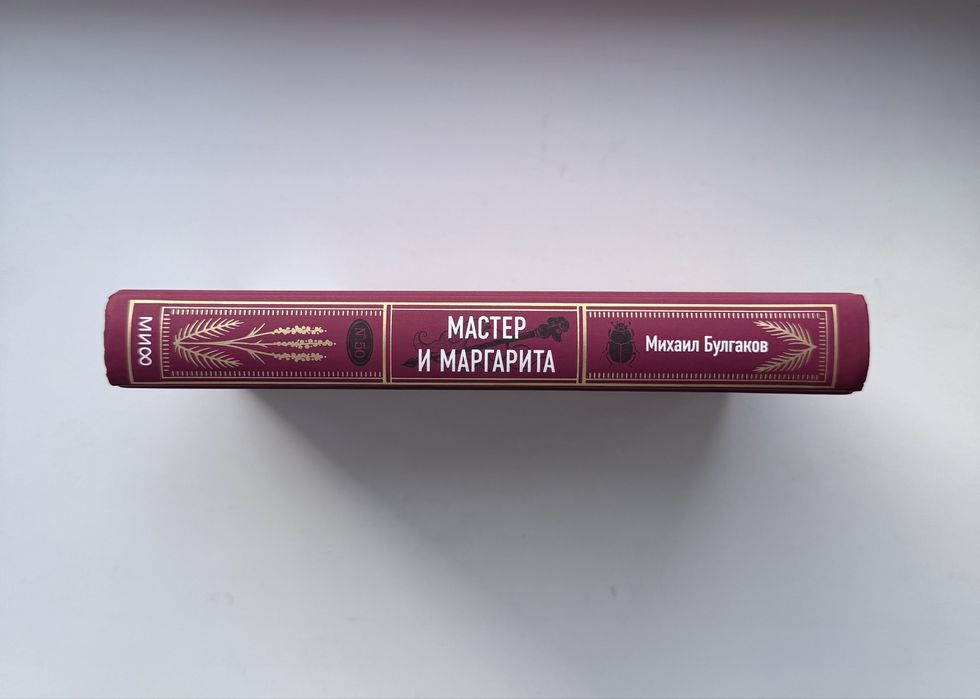 МИФ
№50
МАСТЕР
И МАРГАРИТА
Михаил Булгаков